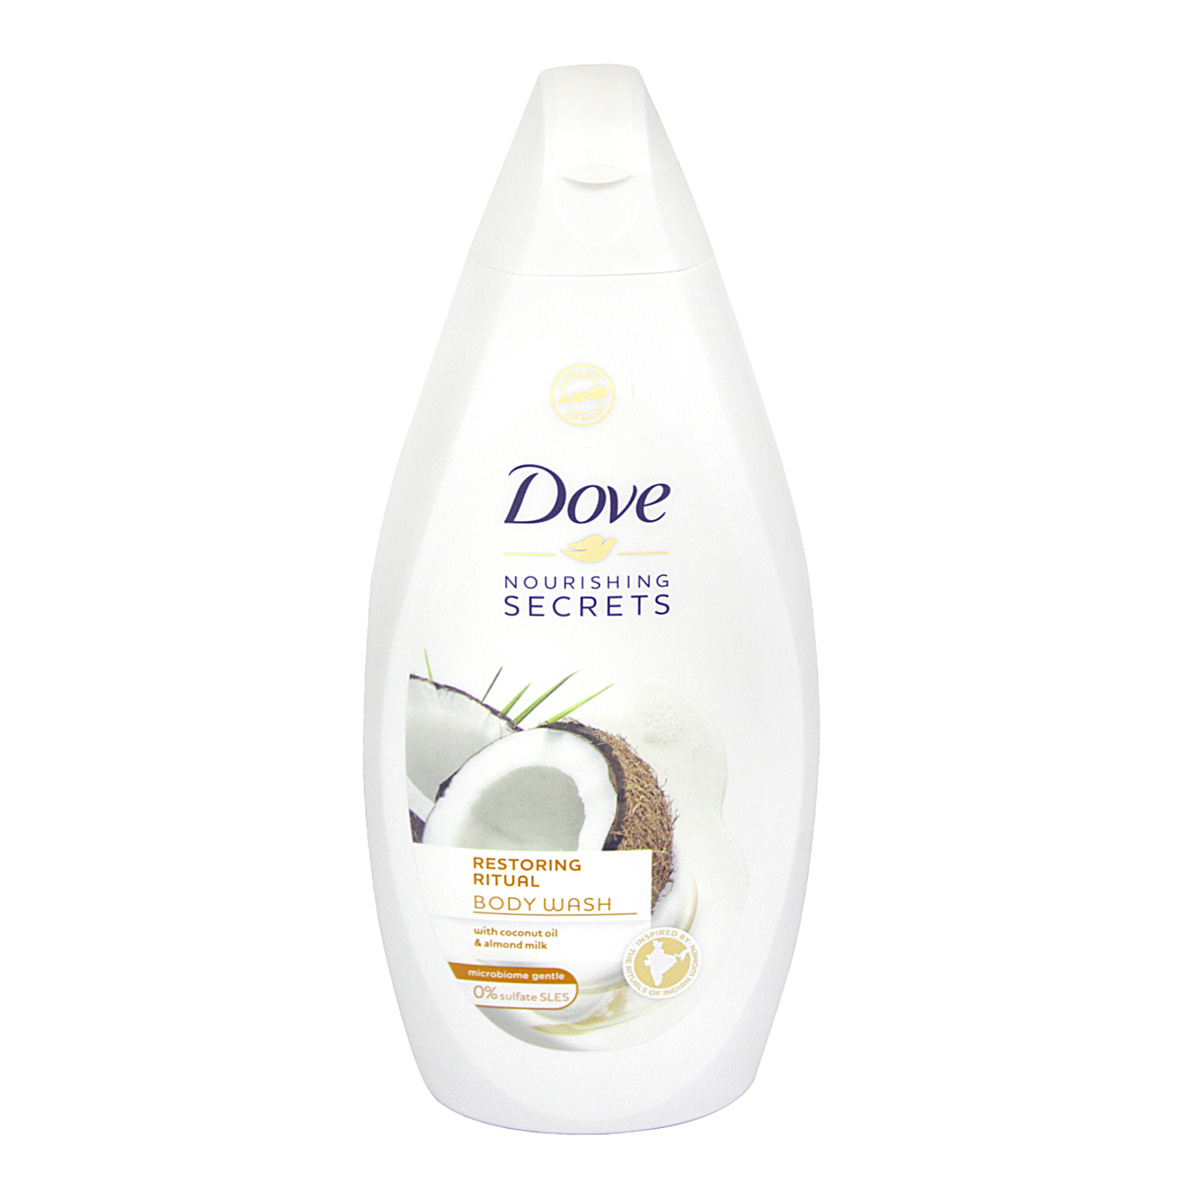 Dove
NOURISHING
SECRETS
RESTORING
RITUAL
BODY WASH
with coconut oil
& almond milk
microbiome gentle
0% sulfate SLES
INSPIRED BY
THE RITUALS OF INDIAN WOMEN